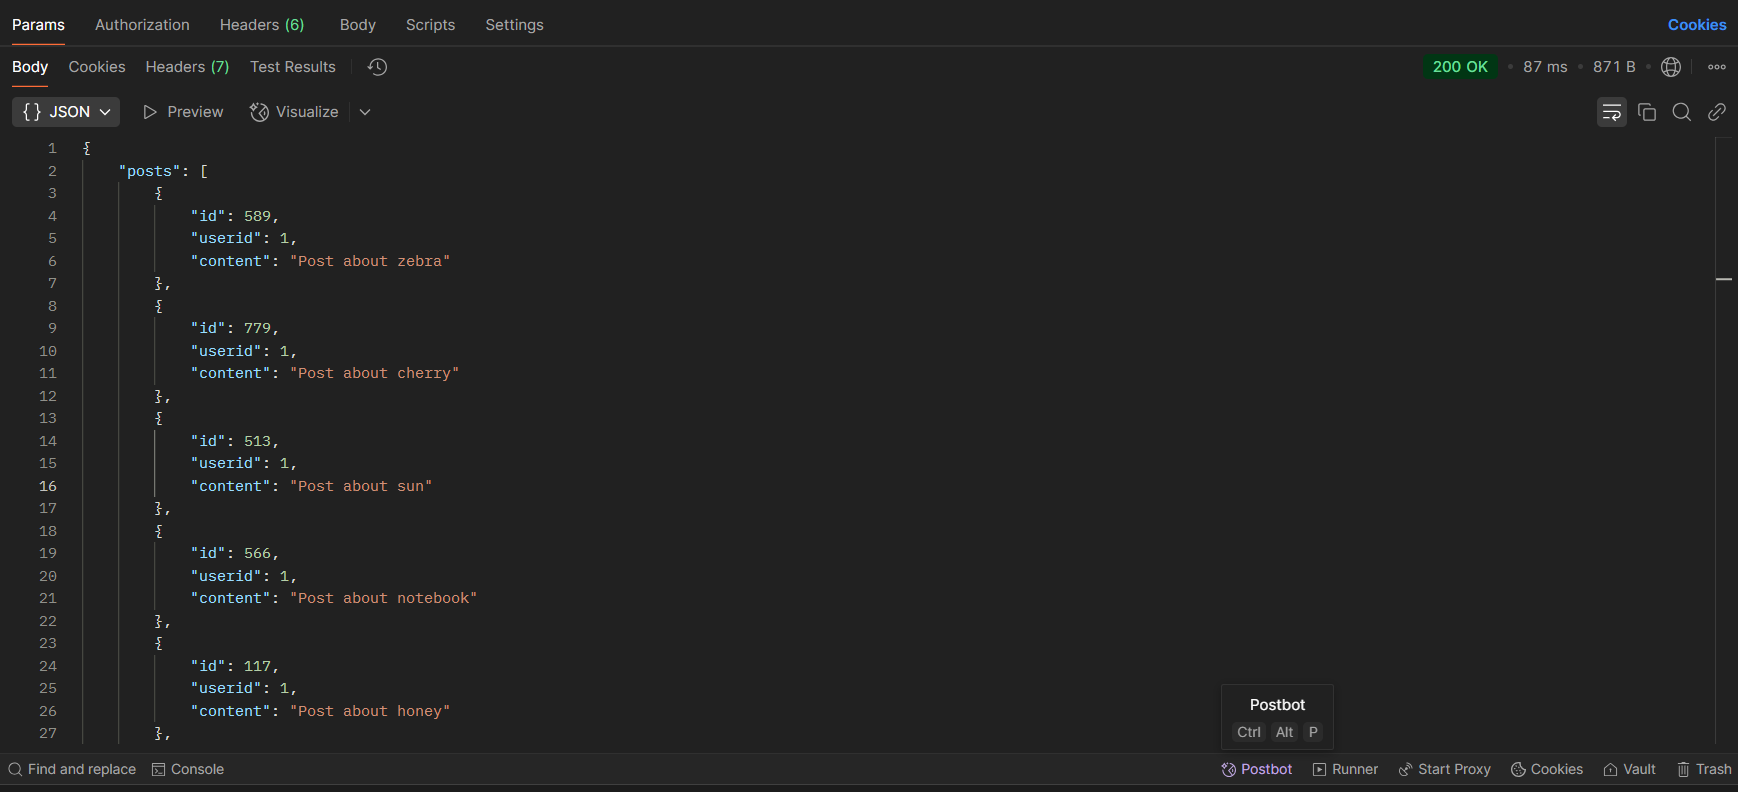 Params Authorization Headers (6) Body Scripts Settings Cookies
Body Cookies Headers (7) Test Results 200 OK • 87 ms • 871 B •
{} JSON Preview Visualize
1 {
2 "posts": [
3 {
4 "id": 589,
5 "userid": 1,
6 "content": "Post about zebra"
7 },
8 {
9 "id": 779,
10 "userid": 1,
11 "content": "Post about cherry"
12 },
13 {
14 "id": 513,
15 "userid": 1,
16 "content": "Post about sun"
17 },
18 {
19 "id": 566,
20 "userid": 1,
21 "content": "Post about notebook"
22 },
23 {
24 "id": 117,
25 "userid": 1,
26 "content": "Post about honey"
27 },
Postbot
Ctrl Alt P
Find and replace Console Postbot Runner Start Proxy Cookies Vault Trash